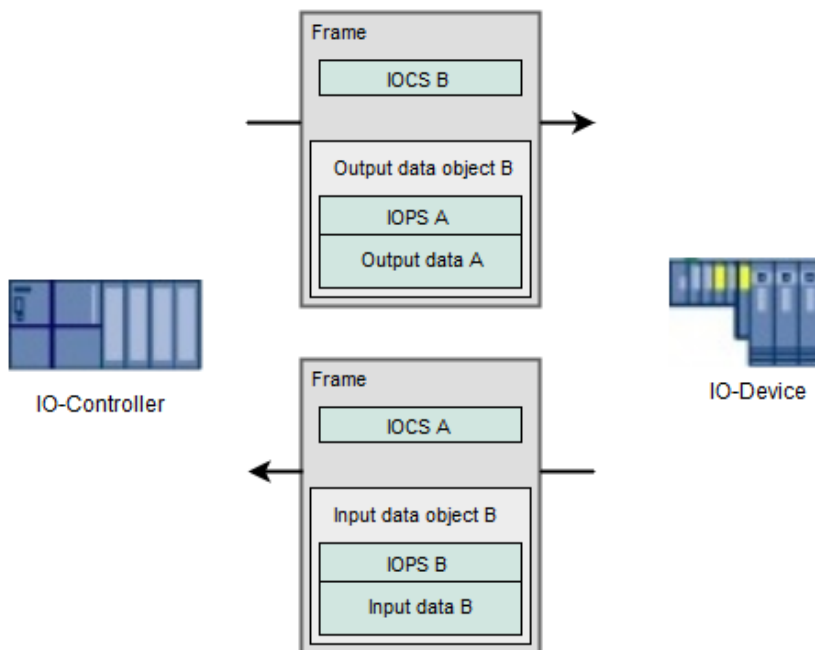 Frame
IOCS B
Output data object B
IOPS A
Output data A
IO-Controller
IO-Device
Frame
IOCS A
Input data object B
IOPS B
Input data B